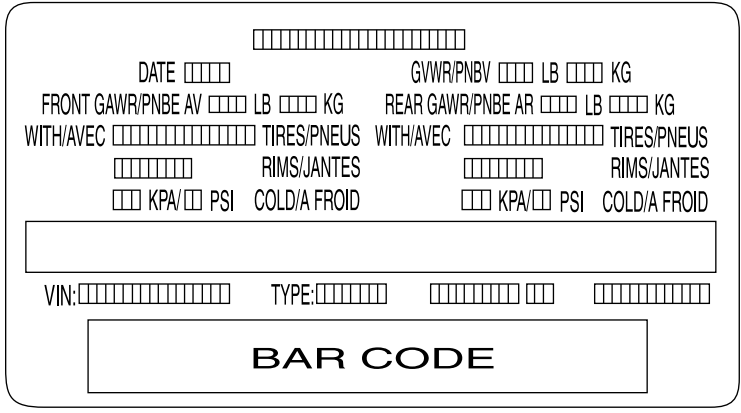 DATE GVWR/PNBV LB KG
FRONT GAWR/PNBE AV LB KG REAR GAWR/PNBE AR LB KG
WITH/AVEC TIRES/PNEUS WITH/AVEC TIRES/PNEUS
RIMS/JANTES RIMS/JANTES
KPA/ PSI COLD/A FROID KPA/ PSI COLD/A FROID
VIN: TYPE:
BAR CODE